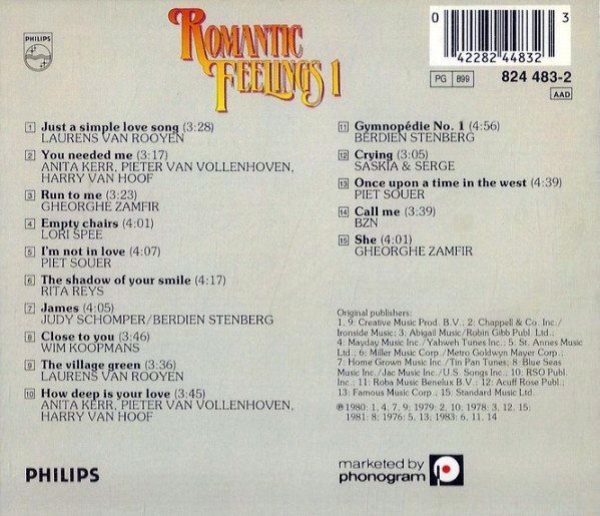 PHILIPS
ROMANTIC
FEELINGS 1
0 3
42282 44832
PG 899 824 483-2
AAD
1 Just a simple love song (3:28)
LAURENS VAN ROOYEN
2 You needed me (3:17)
ANITA KERR, PIETER VAN VOLLENHOVEN,
HARRY VAN HOOF
3 Run to me (3:23)
GHEORGHE ZAMFIR
4 Empty chairs (4:01)
LORI SPEE
5 I'm not in love (4:07)
PIET SOUER
6 The shadow of your smile (4:17)
RITA REYS
7 James (4:05)
JUDY SCHOMPER/BERDIEN STENBERG
8 Close to you (3:46)
WIM KOOPMANS
9 The village green (3:36)
LAURENS VAN ROOYEN
10 How deep is your love (3:45)
ANITA KERR, PIETER VAN VOLLENHOVEN,
HARRY VAN HOOF
11 Gymnopédie No. 1 (4:56)
BERDIEN STENBERG
12 Crying (3:05)
SASKIA & SERGE
13 Once upon a time in the west (4:39)
PIET SOUER
14 Call me (3:39)
BZN
15 She (4:01)
GHEORGHE ZAMFIR
Original publishers:
1, 9: Creative Music Prod. B.V.; 2: Chappell & Co. Inc./
Ironside Music; 3: Abigail Music/Robin Gibb Publ. Ltd.;
4: Mayday Music Inc./Yahweh Tunes Inc.; 5: St. Annes Music
Ltd.; 6: Miller Music Corp./Metro Goldwyn Mayer Corp.;
7: Home Grown Music Inc./Tin Pan Tunes; 8: Blue Seas
Music Inc./Jac Music Inc./U.S. Songs Inc.; 10: RSO Publ.
Inc.; 11: Roba Music Benelux B.V.; 12: Acuff Rose Publ.;
13: Famous Music Corp.; 15: Standard Music Ltd.
℗ 1980: 1, 4, 7, 9; 1979: 2, 10; 1978: 3, 12, 15;
1981: 8; 1976: 5, 13; 1983: 6, 11, 14
PHILIPS
marketed by
phonogram